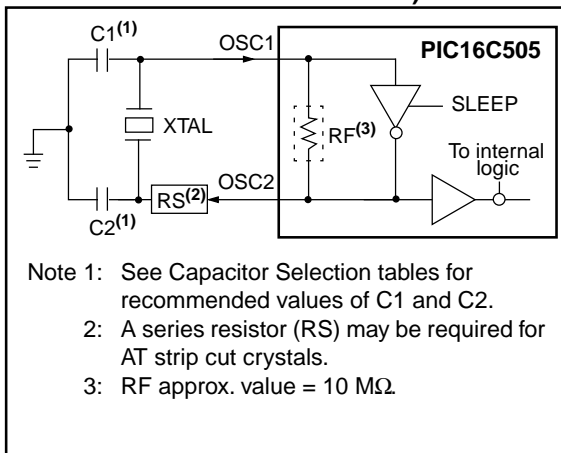 C1(1)
OSC1
PIC16C505
SLEEP
XTAL
RF(3)
To internal
logic
OSC2
RS(2)
C2(1)
Note 1: See Capacitor Selection tables for
recommended values of C1 and C2.
2: A series resistor (RS) may be required for
AT strip cut crystals.
3: RF approx. value = 10 MΩ.